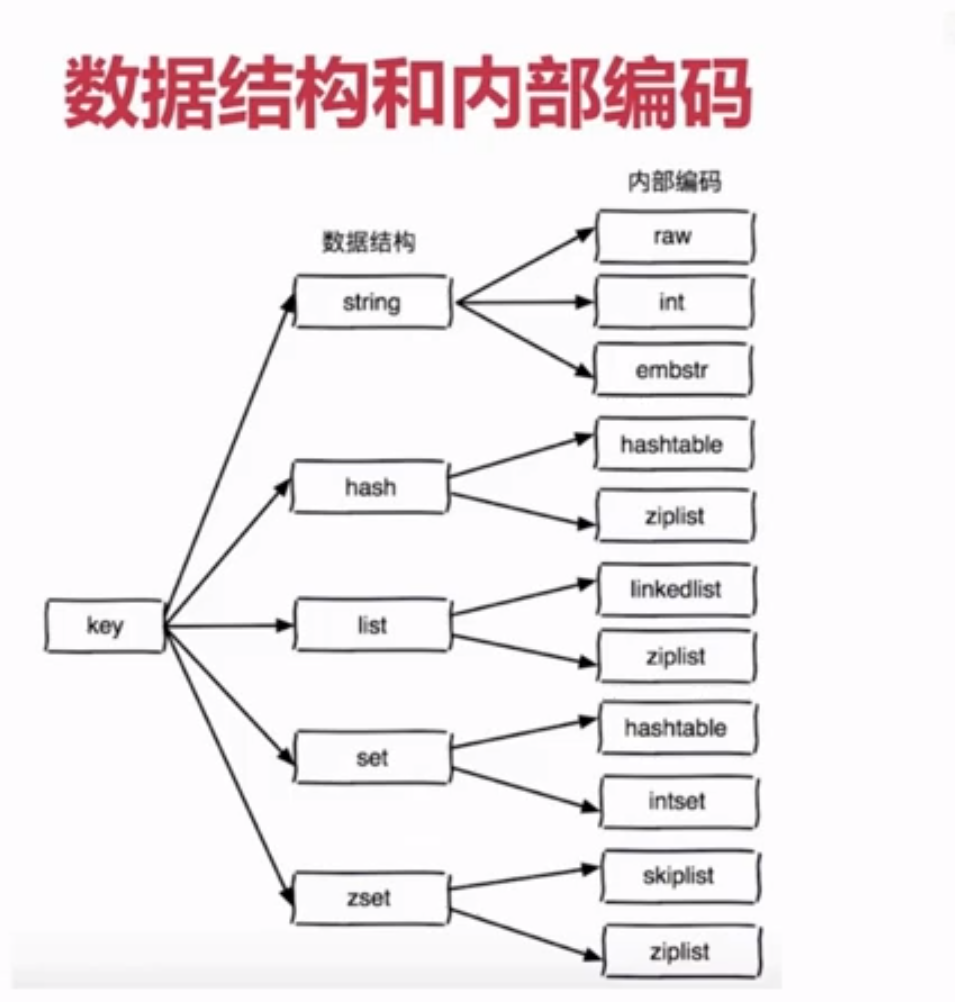 数据结构和内部编码
内部编码
数据结构
raw
string
int
embstr
hashtable
hash
ziplist
linkedlist
key
list
ziplist
hashtable
set
intset
skiplist
zset
ziplist